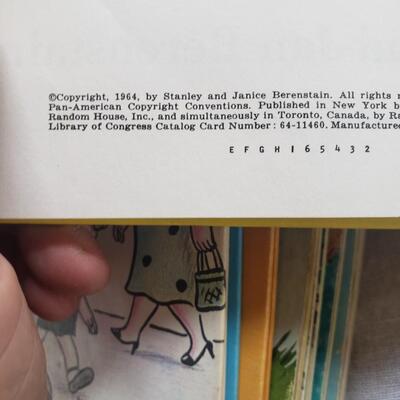 ©Copyright, 1964, by Stanley and Janice Berenstain. All rights
Pan-American Copyright Conventions. Published in New York b
Random House, Inc., and simultaneously in Toronto, Canada, by Ra
Library of Congress Catalog Card Number: 64-11460. Manufactured
E F G H I 6 5 4 3 2